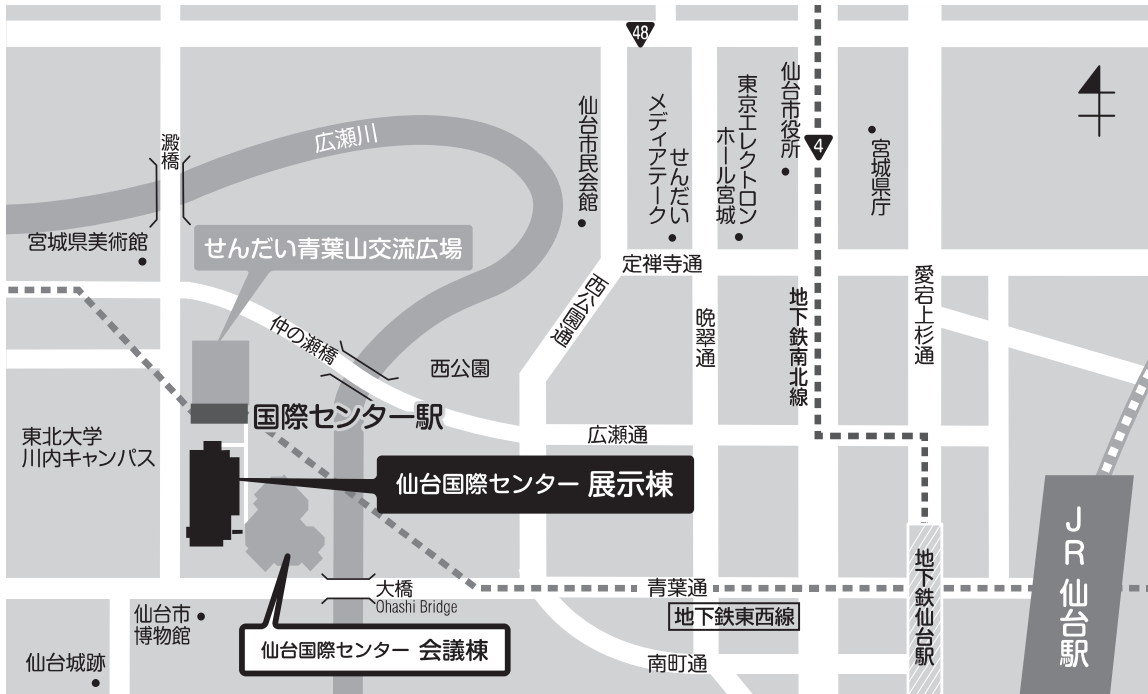 48
澱橋
広瀬川
仙台市民会館
せんだい
メディアテーク
東京エレクトロン
ホール宮城
仙台市役所
4
宮城県庁
宮城県美術館
せんだい青葉山交流広場
定禅寺通
西公園通
晩翠通
地下鉄南北線
愛宕上杉通
仲の瀬橋
西公園
国際センター駅
広瀬通
東北大学
川内キャンパス
仙台国際センター 展示棟
JR仙台駅
地下鉄仙台駅
大橋
Ohashi Bridge
青葉通
地下鉄東西線
仙台市
博物館
仙台国際センター 会議棟
南町通
仙台城跡